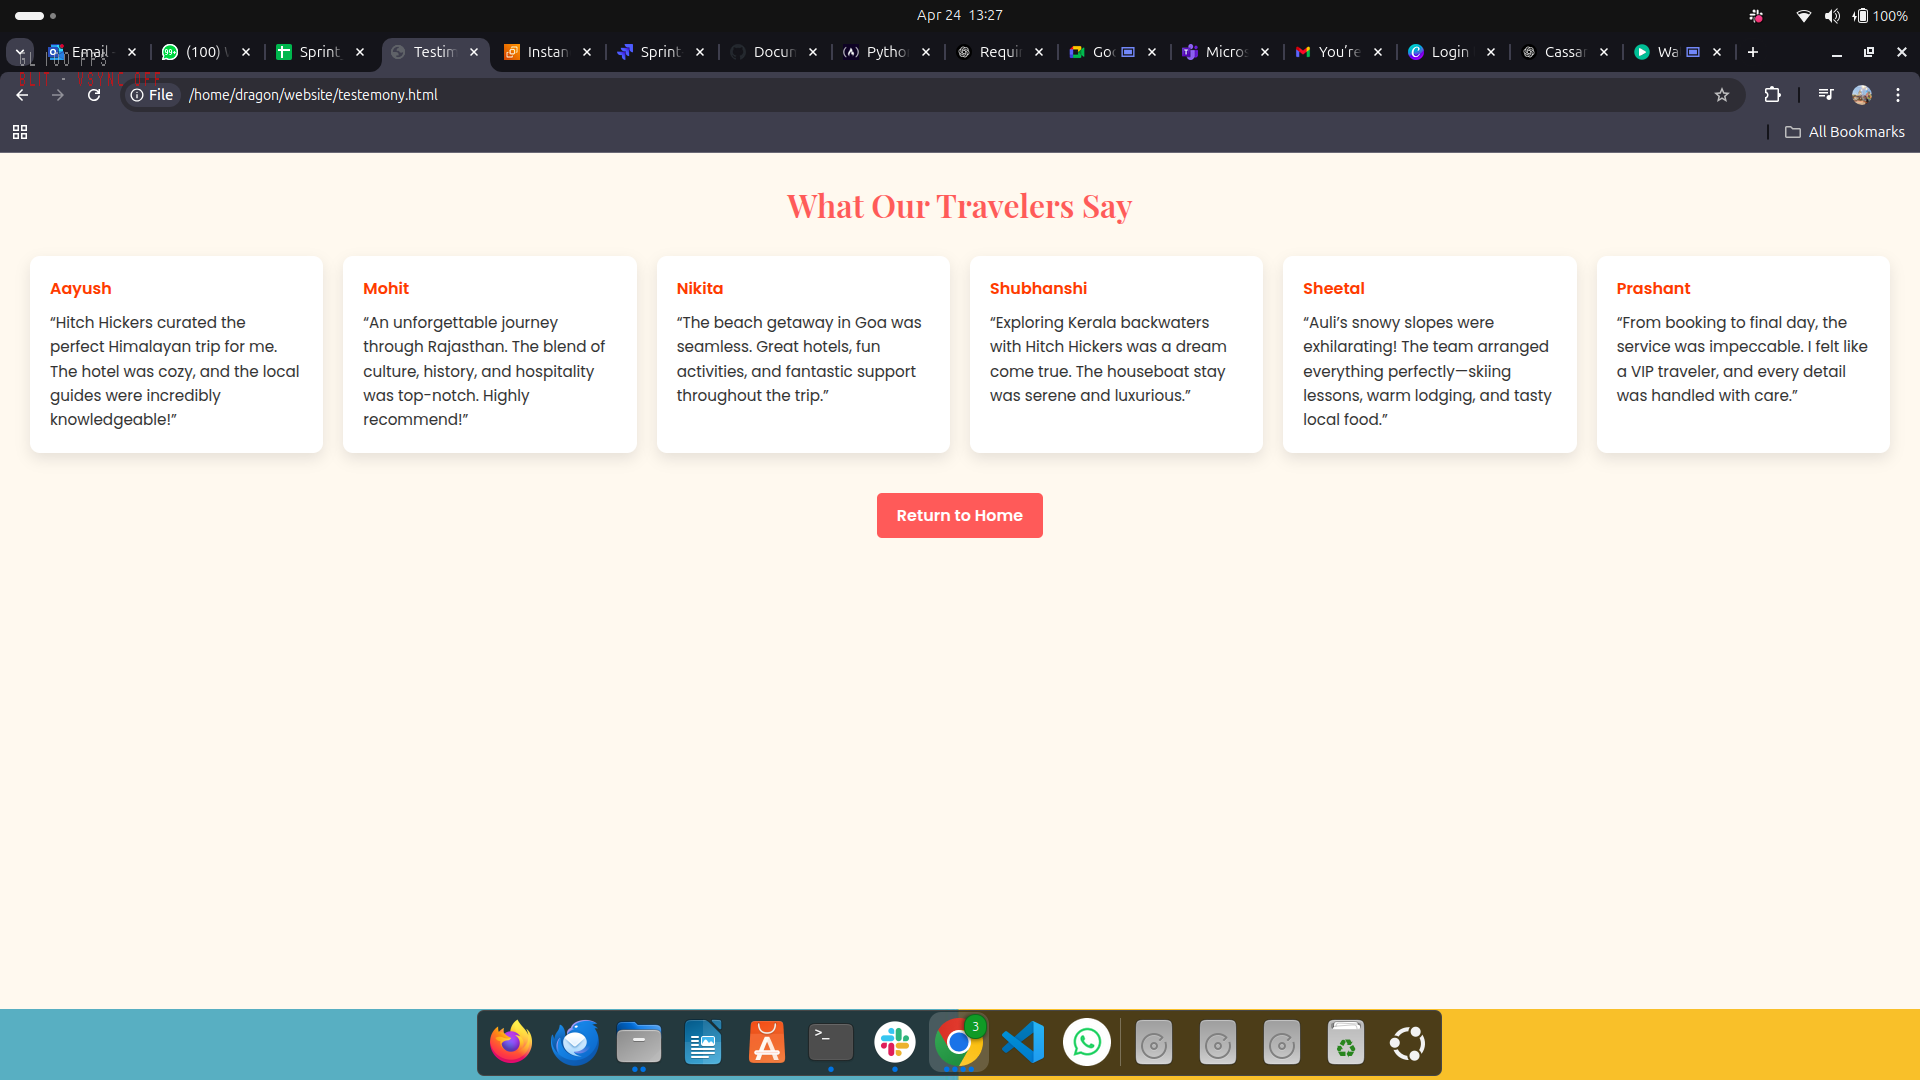 Apr 24 13:27
100%
Email
(100)
Sprint
Testim
Instan
Sprint
Docum
Pytho
Requi
Goo
Micros
You're
Login
Cassan
Wa
BLIT - VSYNC OFF
File
/home/dragon/website/testemony.html
All Bookmarks
What Our Travelers Say
Aayush
“Hitch Hickers curated the
perfect Himalayan trip for me.
The hotel was cozy, and the local
guides were incredibly
knowledgeable!”
Mohit
“An unforgettable journey
through Rajasthan. The blend of
culture, history, and hospitality
was top-notch. Highly
recommend!”
Nikita
“The beach getaway in Goa was
seamless. Great hotels, fun
activities, and fantastic support
throughout the trip.”
Shubhanshi
“Exploring Kerala backwaters
with Hitch Hickers was a dream
come true. The houseboat stay
was serene and luxurious.”
Sheetal
“Auli’s snowy slopes were
exhilarating! The team arranged
everything perfectly—skiing
lessons, warm lodging, and tasty
local food.”
Prashant
“From booking to final day, the
service was impeccable. I felt like
a VIP traveler, and every detail
was handled with care.”
Return to Home
3